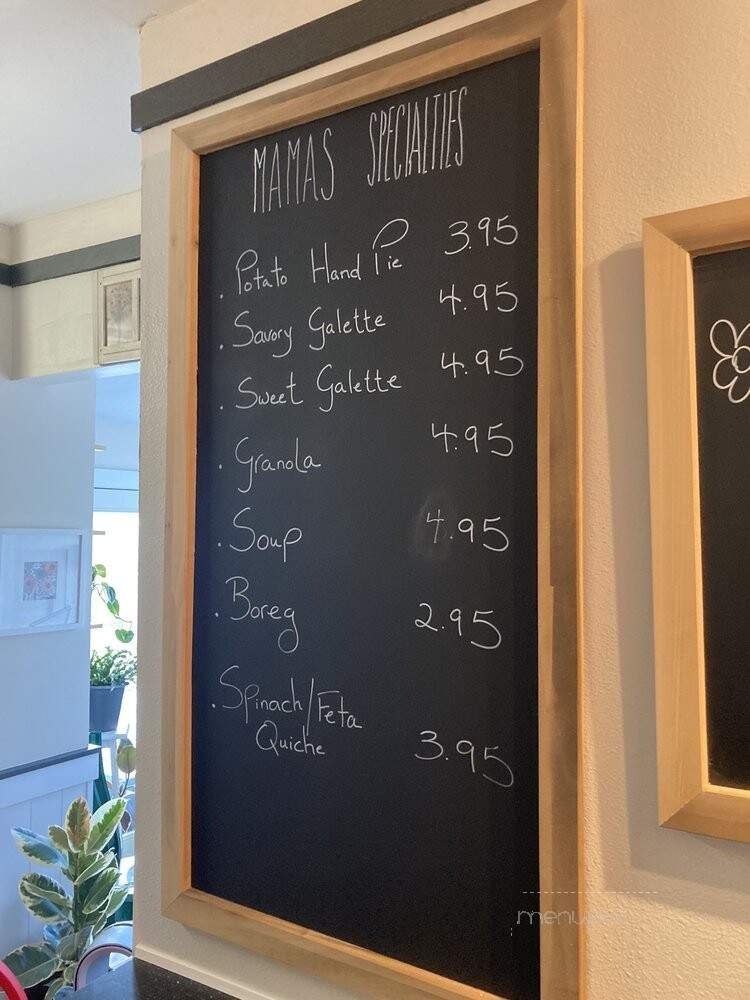 MAMAS SPECIALTIES
. Potato Hand Pie 3.95
. Savory Galette 4.95
. Sweet Galette 4.95
. Granola 4.95
. Soup 4.95
. Boreg 2.95
. Spinach/Feta
Quiche 3.95